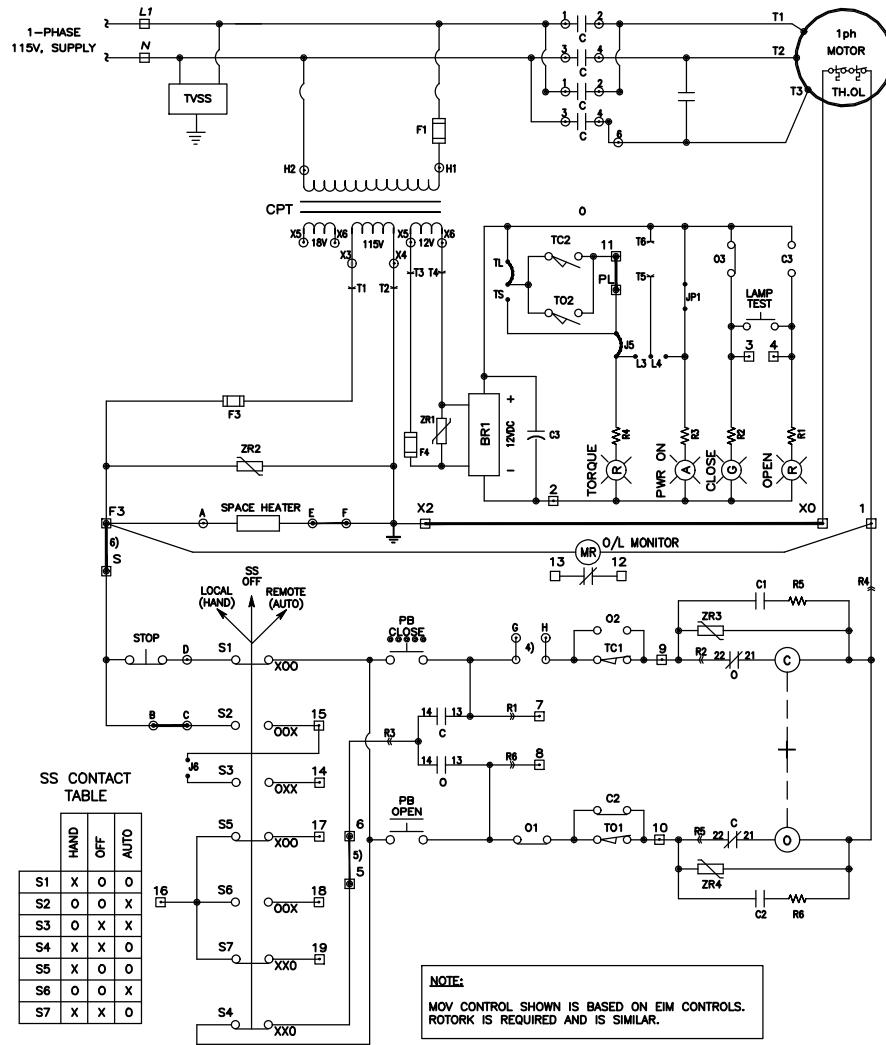 L1
1-PHASE
115V, SUPPLY
N
TVSS
1 2
C
3 4
C
1 2
C
3 4
C
6
T1
T2
T3
1ph
MOTOR
TH.OL
F1
H2
H1
CPT
X5 X6
18V
115V
X5 X6
12V
X3
X4
T1
T2
T3
T4
O
TL
TS
TC2
TO2
11
PL
T6
T5
JP1
J5
L3 L4
O3
C3
LAMP
TEST
3 4
F3
ZR2
ZR1
F4
BR1
+
12VDC
-
C3
2
R4
R3
R2
R1
TORQUE
R
PWR ON
A
CLOSE
G
OPEN
R
F3
A
SPACE HEATER
E
F
X2
XO
1
6)
S
O/L MONITOR
MR
13
12
SS
OFF
LOCAL
(HAND)
REMOTE
(AUTO)
R4
C1
R5
ZR3
STOP
D
S1
XOO
PB
CLOSE
G
H
4)
O2
TC1
9
R2
22 21
O
C
B
C
S2
OOX
15
J6
S3
OXX
14
R3
14 13
C
R1
7
14 13
O
R6
8
S5
XOO
17
PB
OPEN
6
5)
5
O1
C2
TO1
10
R5
22 21
C
O
ZR4
C2
R6
16
S6
OOX
18
S7
XXO
19
S4
XXO
SS CONTACT
TABLE
HAND OFF AUTO
S1 X O O
S2 O O X
S3 O X X
S4 X X O
S5 X O O
S6 O O X
S7 X X O
NOTE:
MOV CONTROL SHOWN IS BASED ON EIM CONTROLS.
ROTORK IS REQUIRED AND IS SIMILAR.